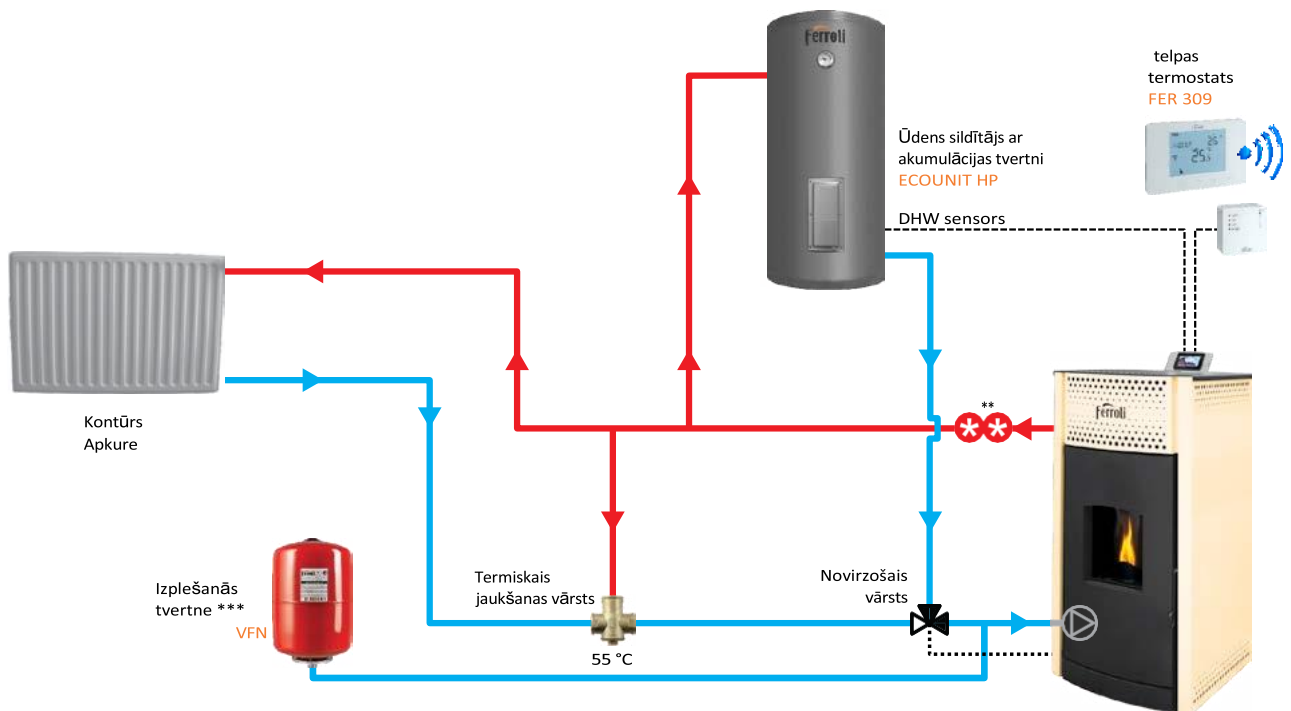 Ferroli
telpas
termostats
FER 309
Ūdens sildītājs ar
akumulācijas tvertni
ECOUNIT HP
DHW sensors
**
Ferroli
Kontūrs
Apkure
Izplešanās
tvertne ***
VFN
Termiskais
jaukšanas vārsts
55 °C
Novirzošais
vārsts